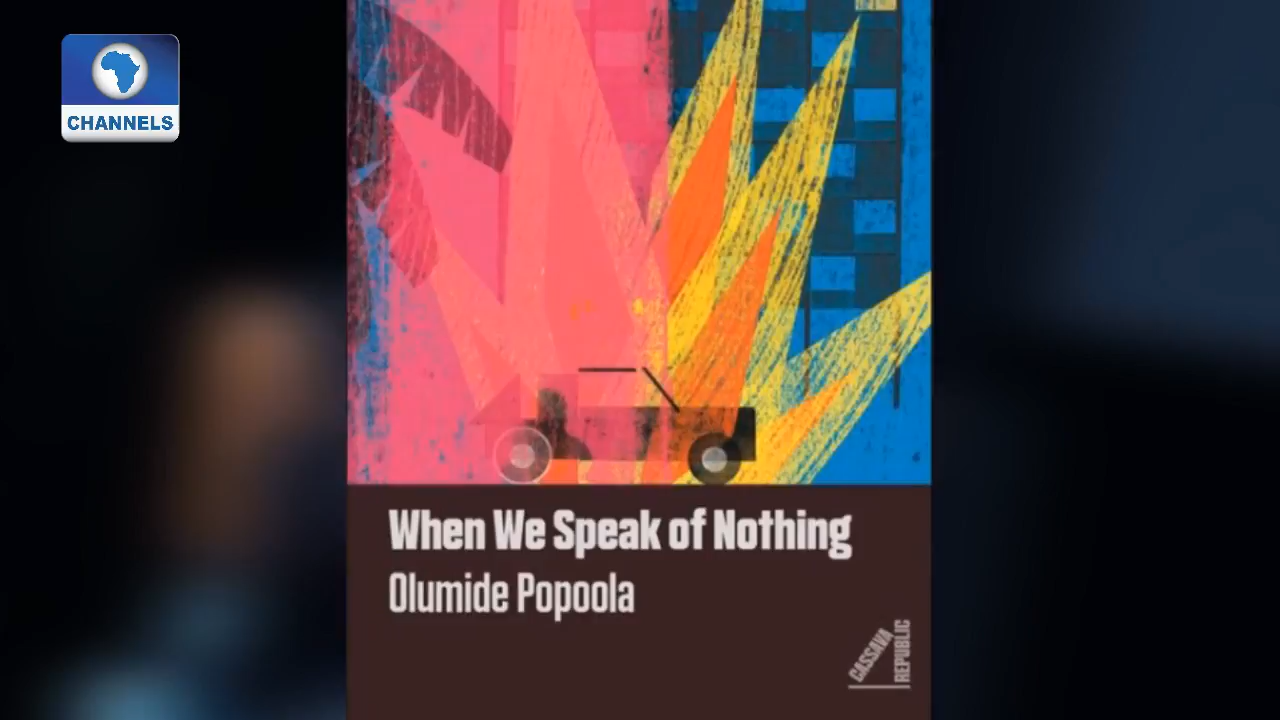 CHANNELS
When We Speak of Nothing
Olumide Popoola
CASSAVA
REPUBLIC